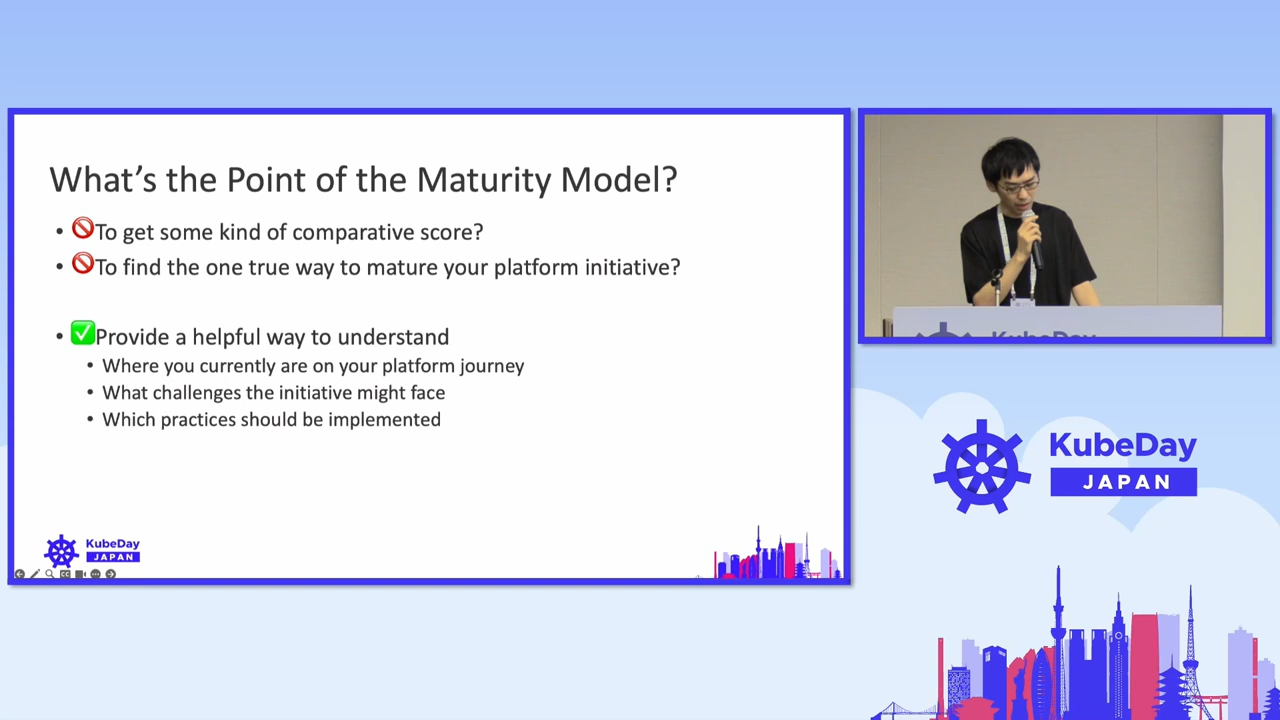 What's the Point of the Maturity Model?
• 🚫To get some kind of comparative score?
• 🚫To find the one true way to mature your platform initiative?
• ✅Provide a helpful way to understand
• Where you currently are on your platform journey
• What challenges the initiative might face
• Which practices should be implemented
KubeDay
JAPAN
KubeDay
KubeDay
JAPAN